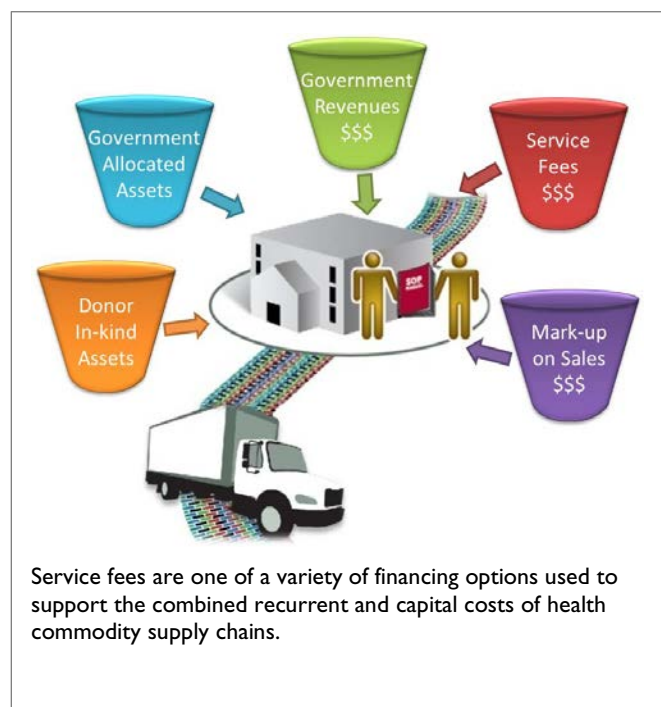 Government
Revenues
$$$
Government
Allocated
Assets
Service
Fees
$$$
Donor
In-kind
Assets
SOP
Mark-up
on Sales
$$$
Service fees are one of a variety of financing options used to
support the combined recurrent and capital costs of health
commodity supply chains.